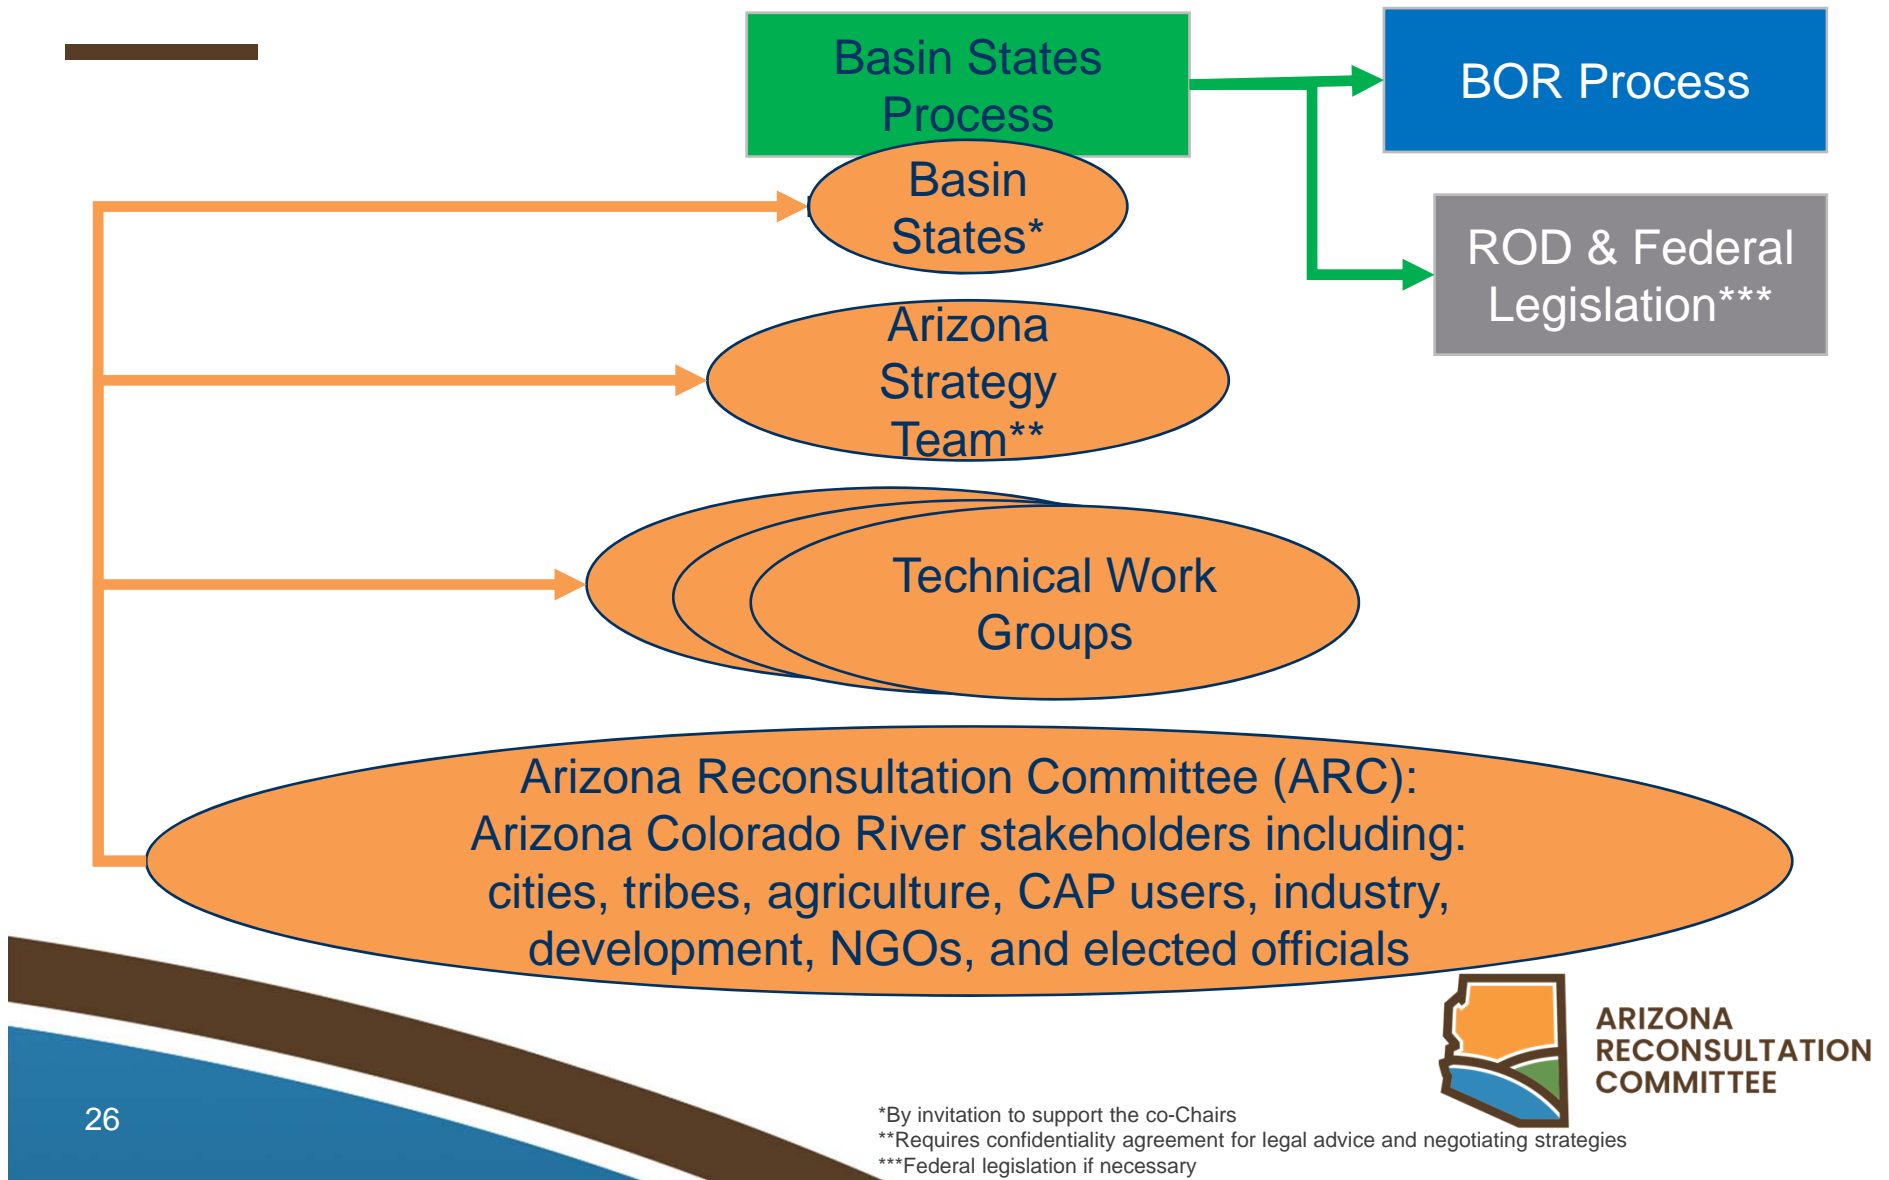 Basin States
Process
BOR Process
Basin
States*
ROD & Federal
Legislation***
Arizona
Strategy
Team**
Technical Work
Groups
Arizona Reconsultation Committee (ARC):
Arizona Colorado River stakeholders including:
cities, tribes, agriculture, CAP users, industry,
development, NGOs, and elected officials
ARIZONA
RECONSULTATION
COMMITTEE
26
*By invitation to support the co-Chairs
**Requires confidentiality agreement for legal advice and negotiating strategies
***Federal legislation if necessary